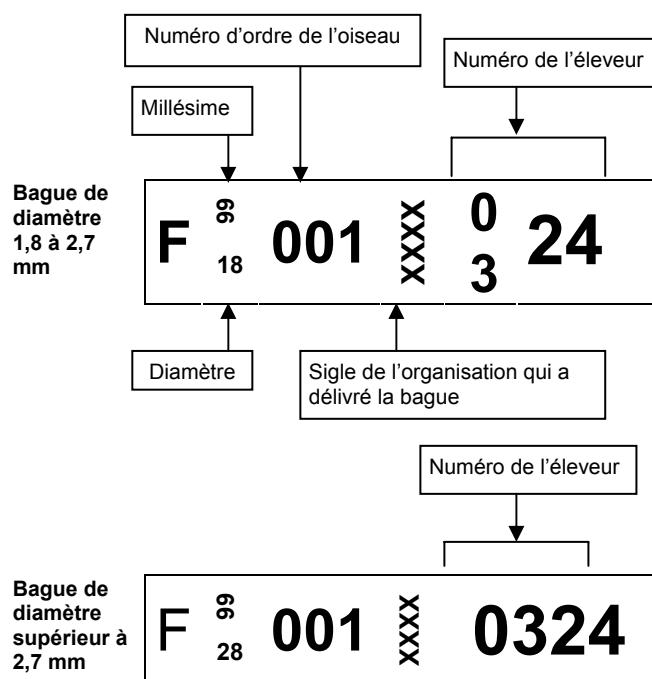 Numéro d'ordre de l'oiseau
Numéro de l'éleveur
Millésime
Bague de
diamètre
1,8 à 2,7
mm
F 99 18 001 XXXX 0 3 24
Diamètre
Sigle de l'organisation qui a
délivré la bague
Numéro de l'éleveur
Bague de
diamètre
supérieur à
2,7 mm
F 99 28 001 XXXX 0324